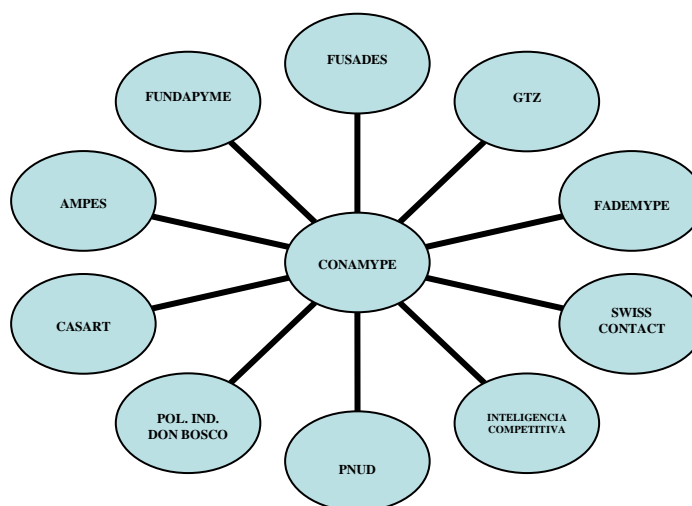 FUSADES
FUNDAPYME
GTZ
AMPES
FADEMYPE
CONAMYPE
CASART
SWISS
CONTACT
POL. IND.
DON BOSCO
INTELIGENCIA
COMPETITIVA
PNUD